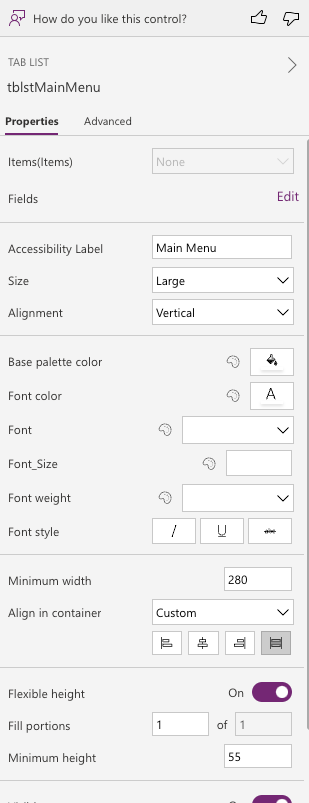 How do you like this control?
TAB LIST
tblstMainMenu
Properties Advanced
Items(Items) None
Fields Edit
Accessibility Label Main Menu
Size Large
Alignment Vertical
Base palette color
Font color A
Font
Font_Size
Font weight
Font style / U abc
Minimum width 280
Align in container Custom
Flexible height On
Fill portions 1 of 1
Minimum height 55